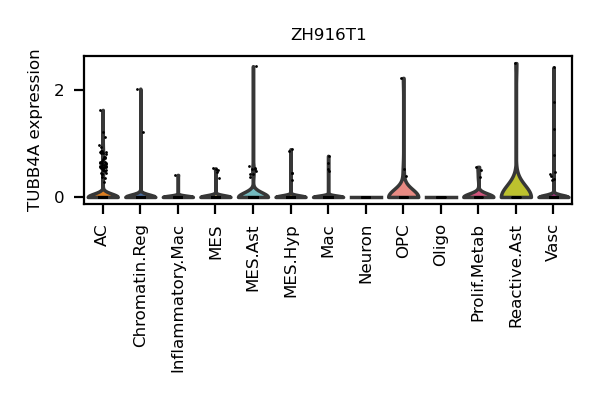 ZH916T1
TUBB4A expression
2
0
AC
Chromatin.Reg
Inflammatory.Mac
MES
MES.Ast
MES.Hyp
Mac
Neuron
OPC
Oligo
Prolif.Metab
Reactive.Ast
Vasc